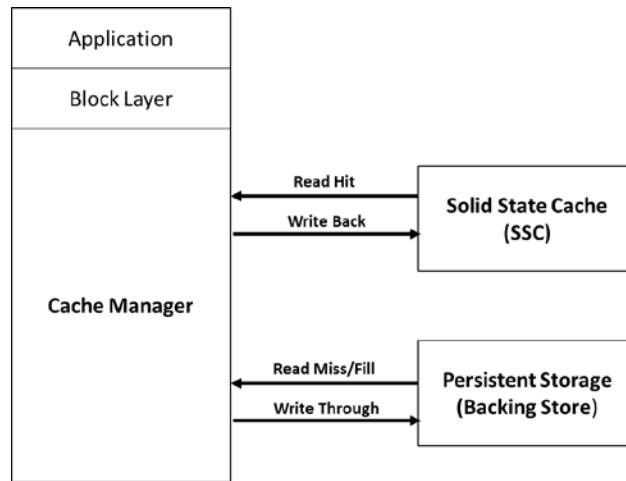 Application
Block Layer
Cache Manager
Read Hit
Write Back
Solid State Cache
(SSC)
Read Miss/Fill
Write Through
Persistent Storage
(Backing Store)